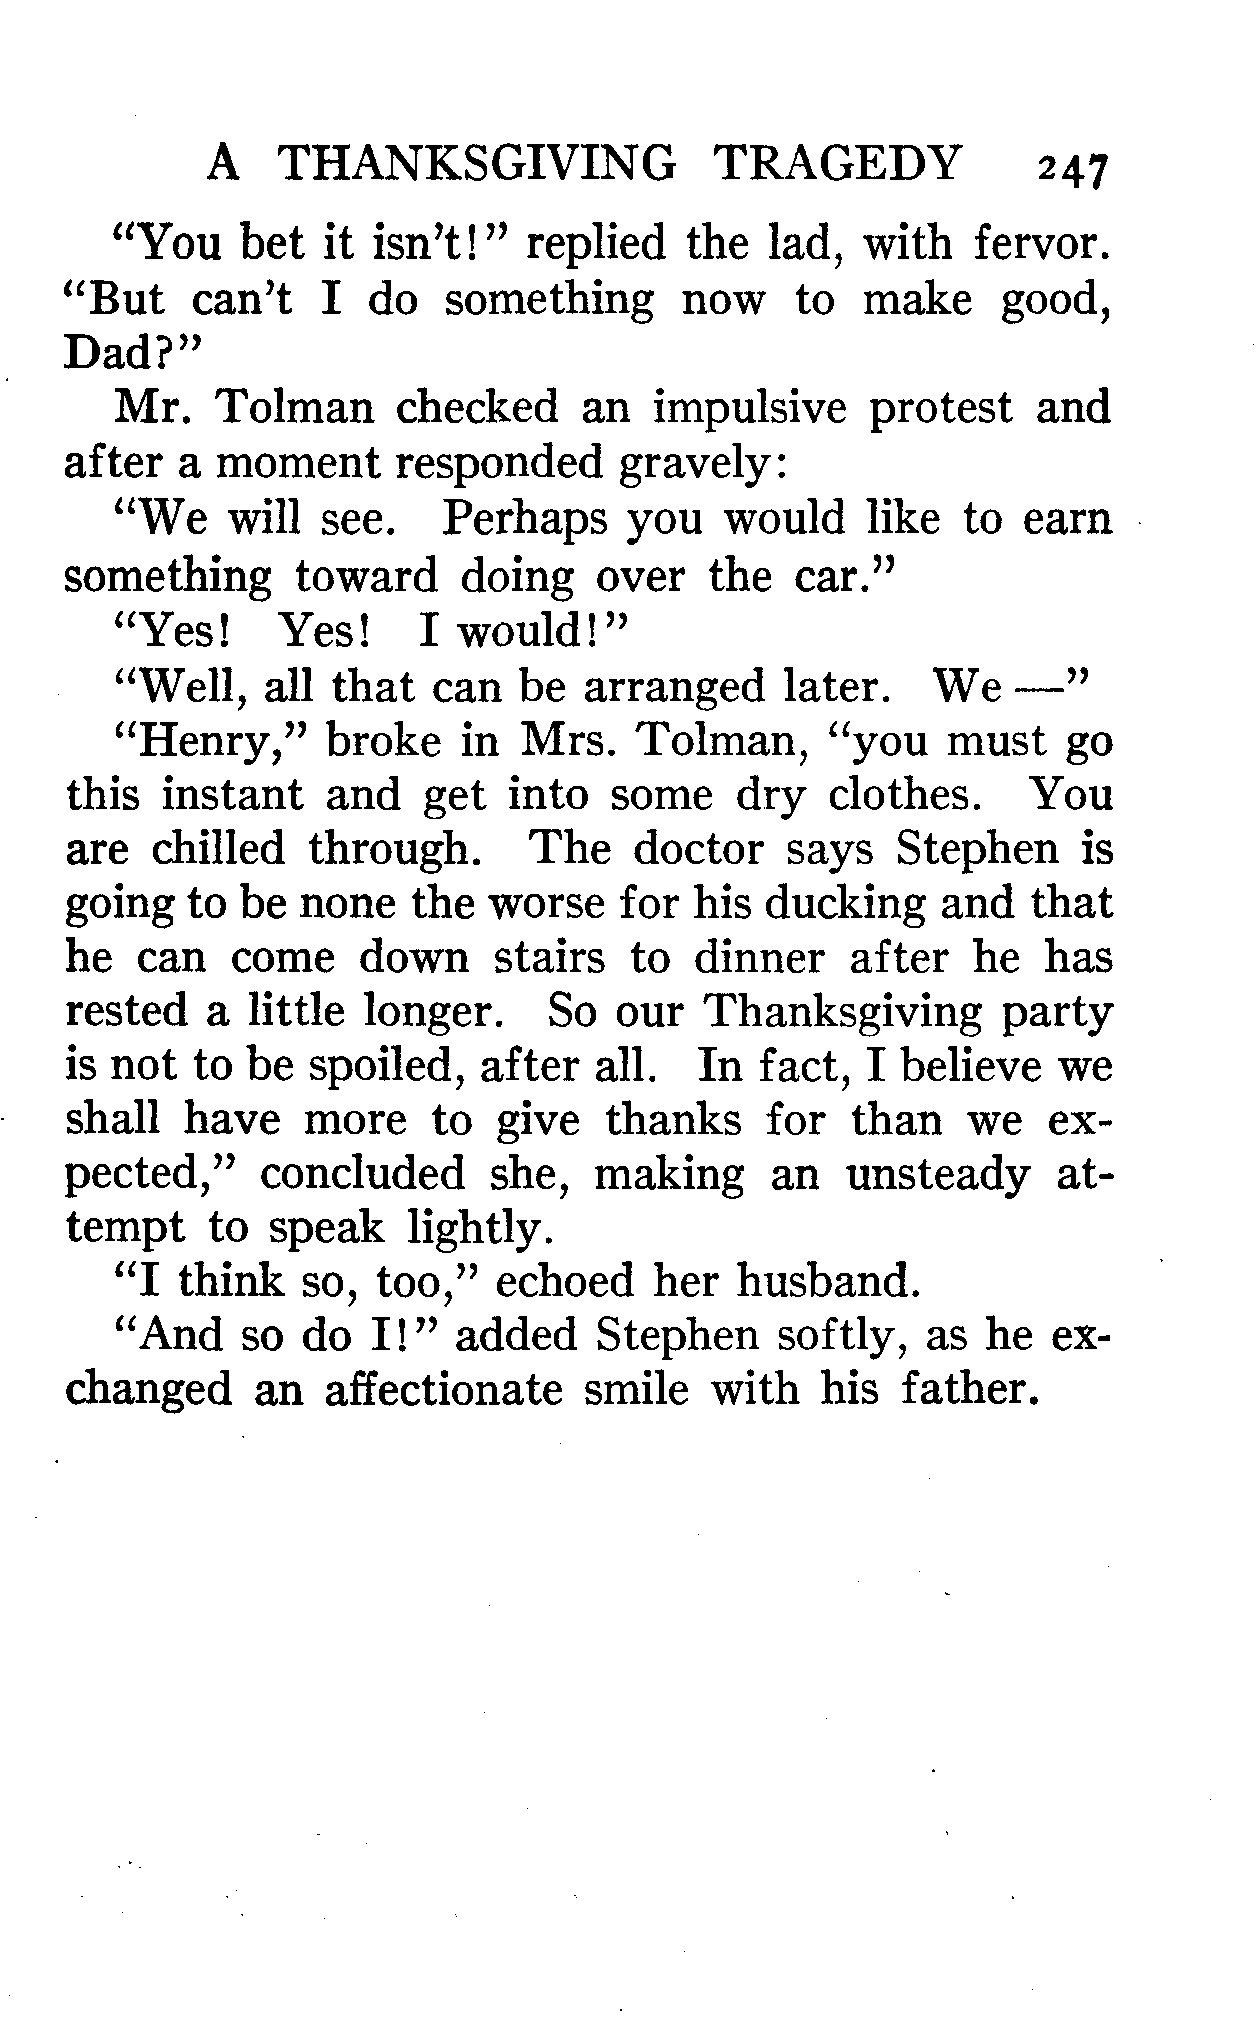 A THANKSGIVING TRAGEDY 247
“You bet it isn’t!” replied the lad, with fervor.
“But can’t I do something now to make good,
Dad?”
Mr. Tolman checked an impulsive protest and
after a moment responded gravely:
“We will see. Perhaps you would like to earn
something toward doing over the car.”
“Yes! Yes! I would!”
“Well, all that can be arranged later. We —”
“Henry,” broke in Mrs. Tolman, “you must go
this instant and get into some dry clothes. You
are chilled through. The doctor says Stephen is
going to be none the worse for his ducking and that
he can come down stairs to dinner after he has
rested a little longer. So our Thanksgiving party
is not to be spoiled, after all. In fact, I believe we
shall have more to give thanks for than we ex-
pected,” concluded she, making an unsteady at-
tempt to speak lightly.
“I think so, too,” echoed her husband.
“And so do I!” added Stephen softly, as he ex-
changed an affectionate smile with his father.